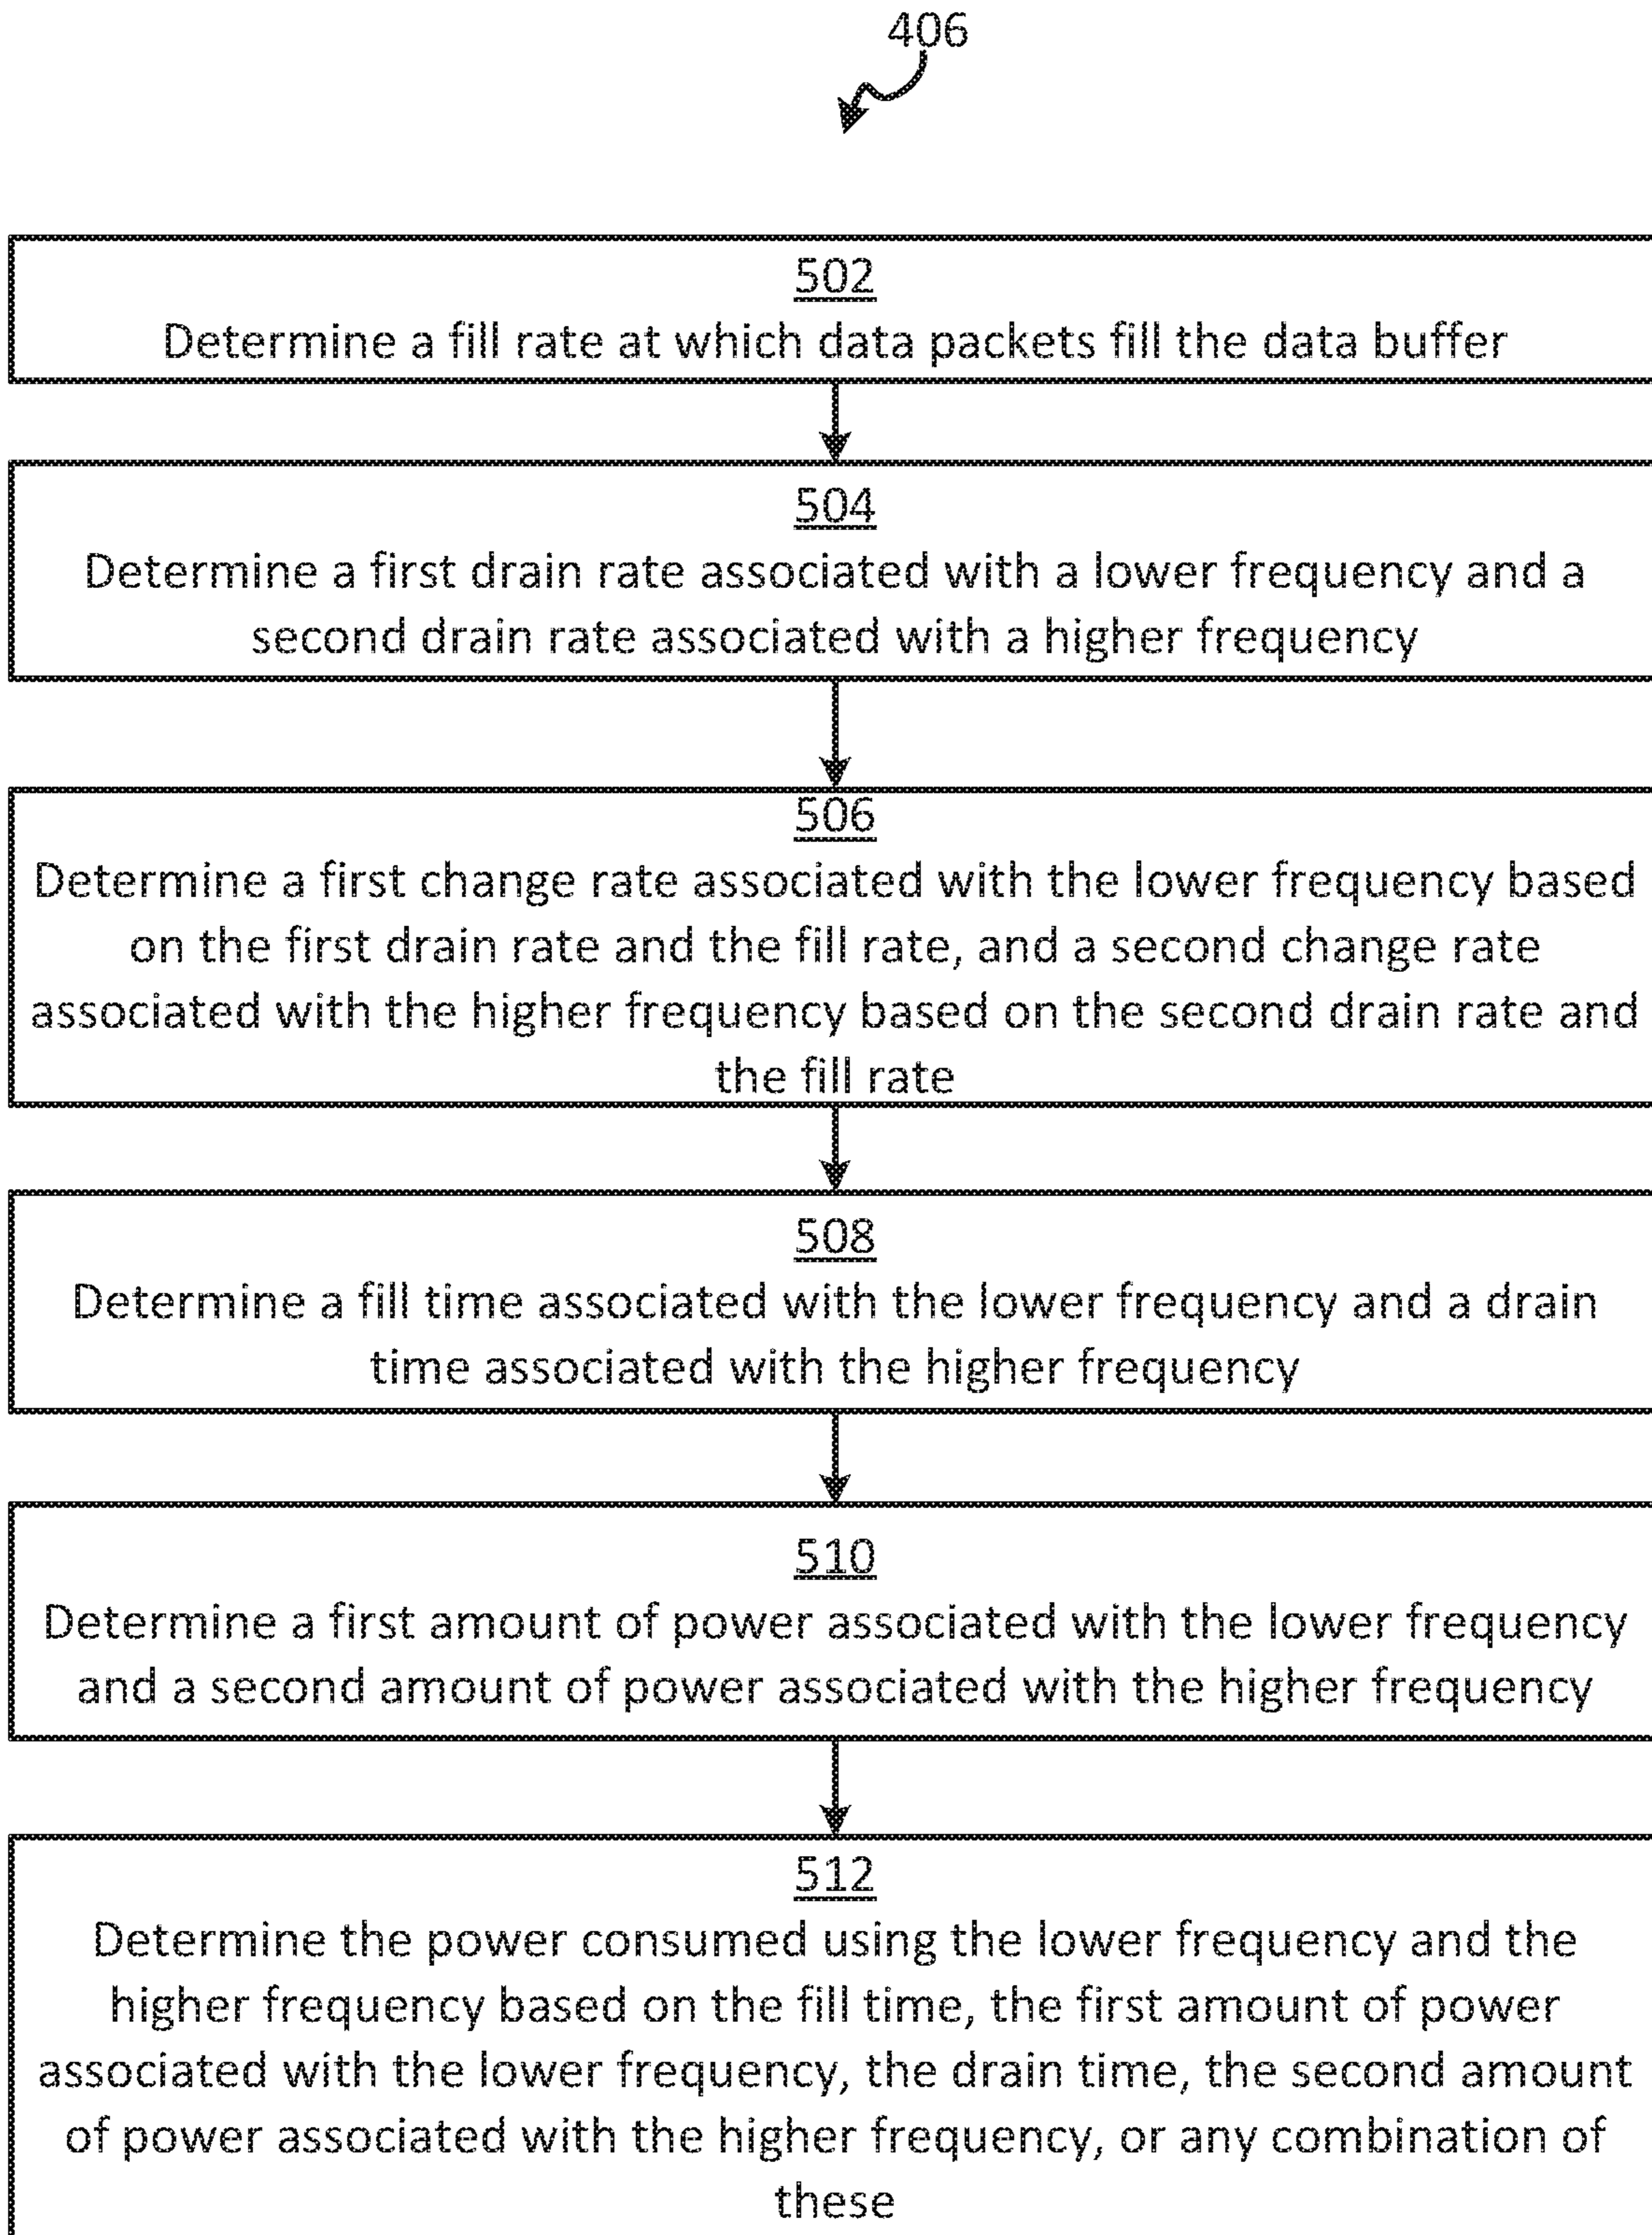 406
502
Determine a fill rate at which data packets fill the data buffer
504
Determine a first drain rate associated with a lower frequency and a
second drain rate associated with a higher frequency
506
Determine a first change rate associated with the lower frequency based
on the first drain rate and the fill rate, and a second change rate
associated with the higher frequency based on the second drain rate and
the fill rate
508
Determine a fill time associated with the lower frequency and a drain
time associated with the higher frequency
510
Determine a first amount of power associated with the lower frequency
and a second amount of power associated with the higher frequency
512
Determine the power consumed using the lower frequency and the
higher frequency based on the fill time, the first amount of power
associated with the lower frequency, the drain time, the second amount
of power associated with the higher frequency, or any combination of
these